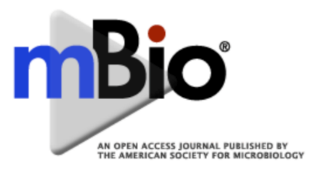 mBio®
AN OPEN ACCESS JOURNAL PUBLISHED BY
THE AMERICAN SOCIETY FOR MICROBIOLOGY